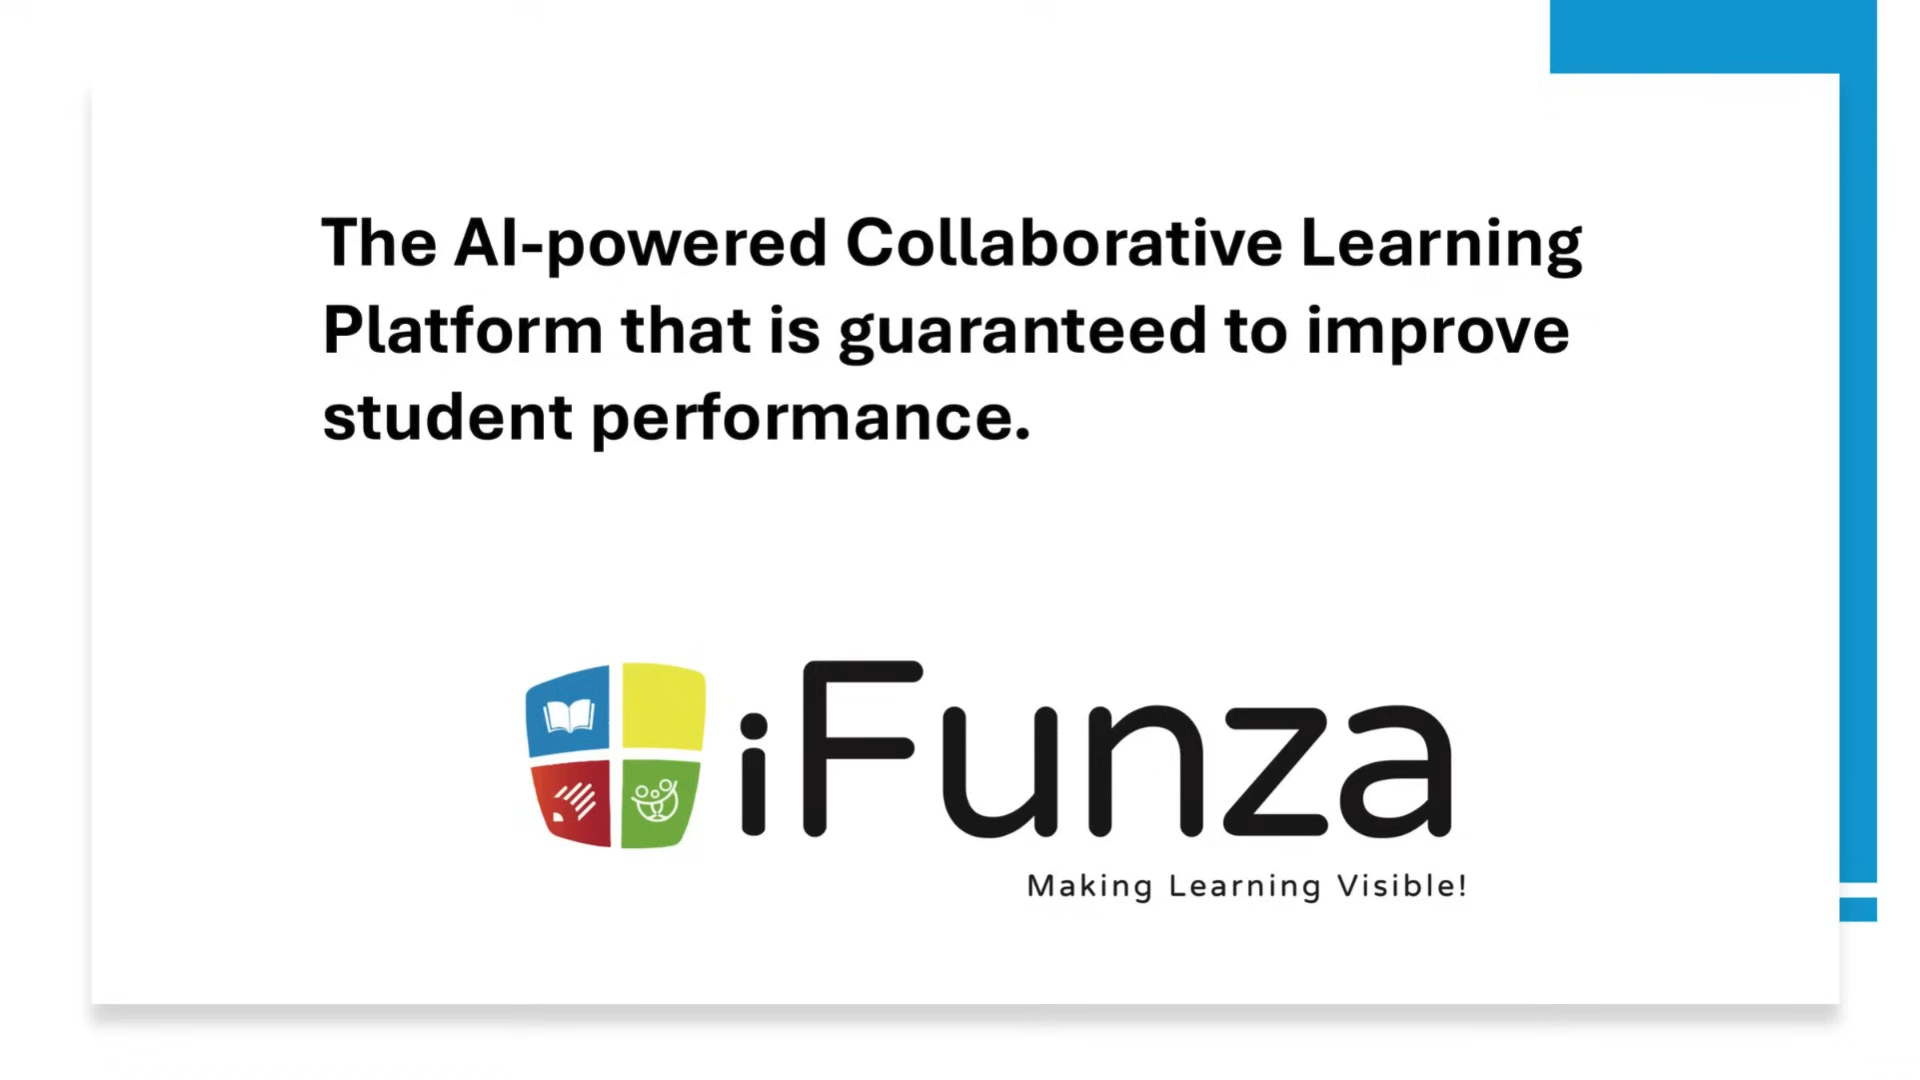 The AI-powered Collaborative Learning
Platform that is guaranteed to improve
student performance.
iFunza
Making Learning Visible!